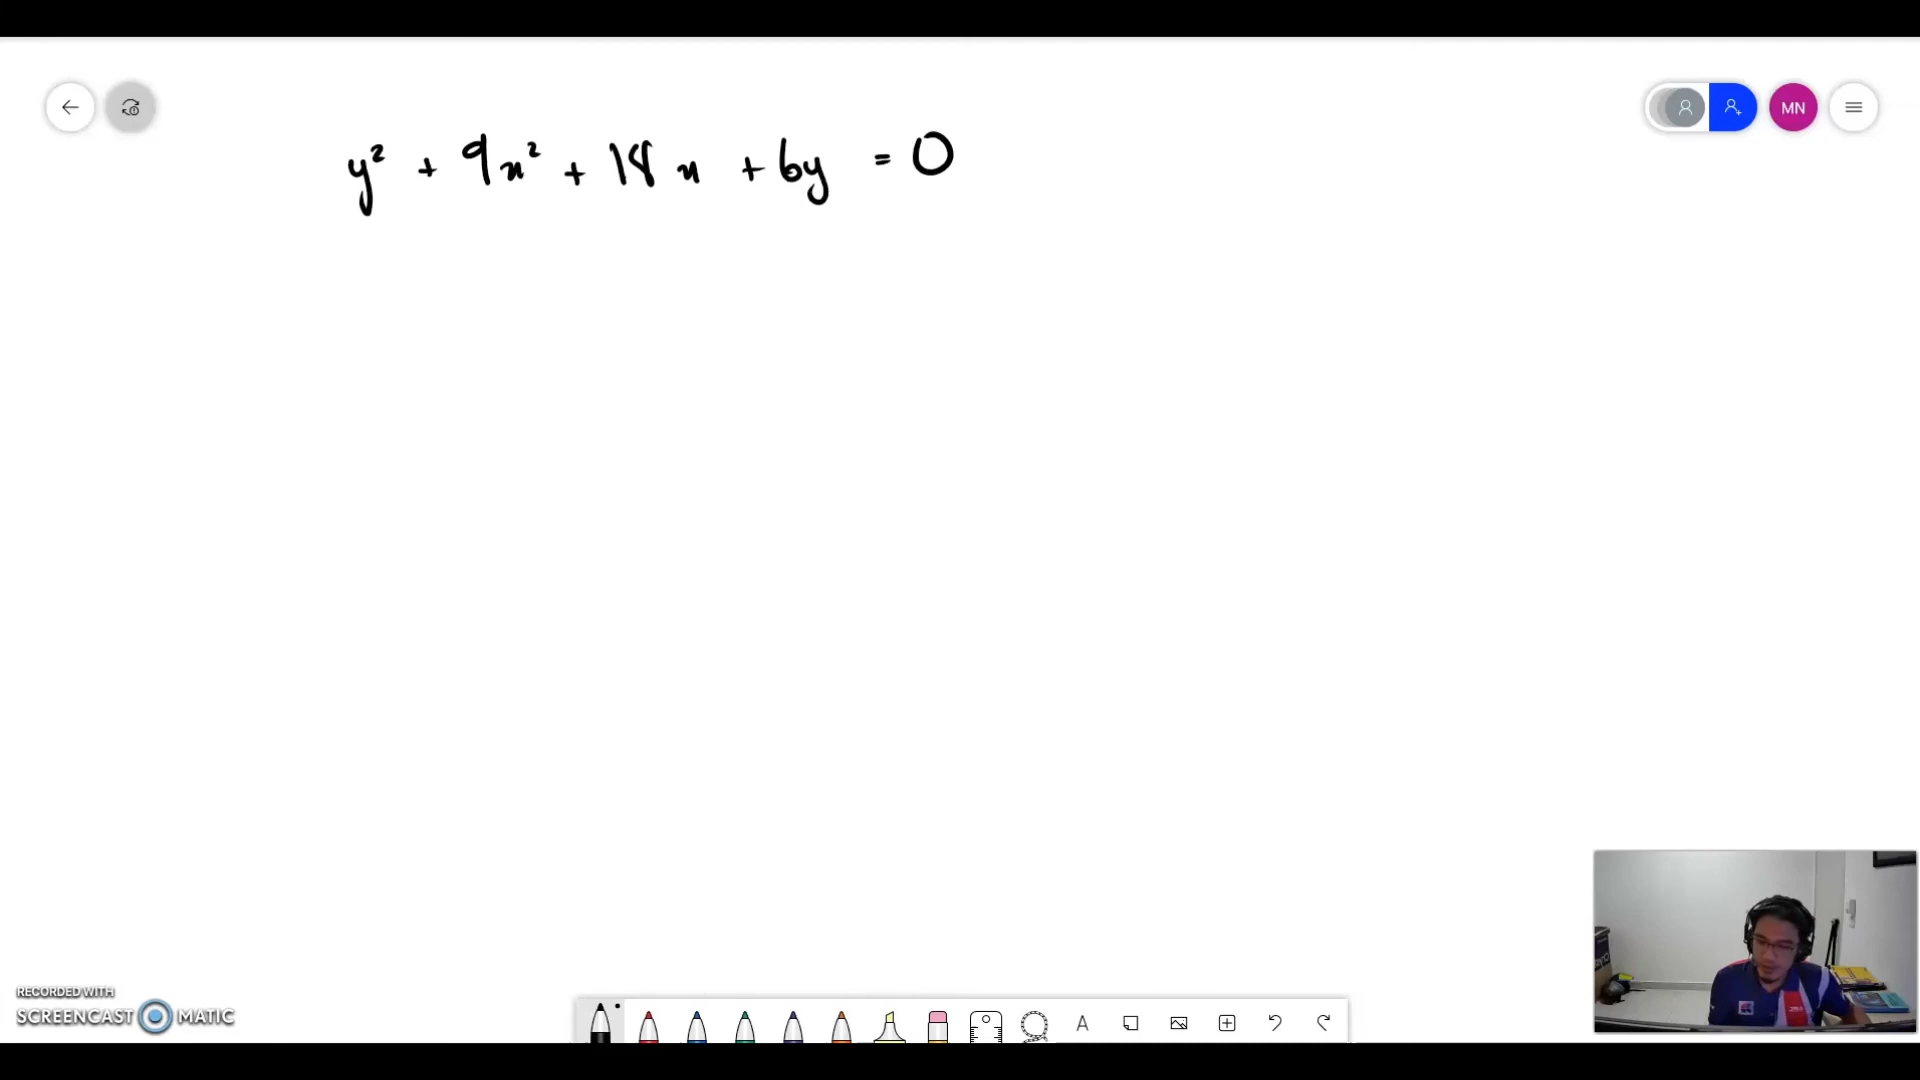 MN
y² + 9x² + 18x + 6y = 0
RECORDED WITH
SCREENCAST MATIC
A